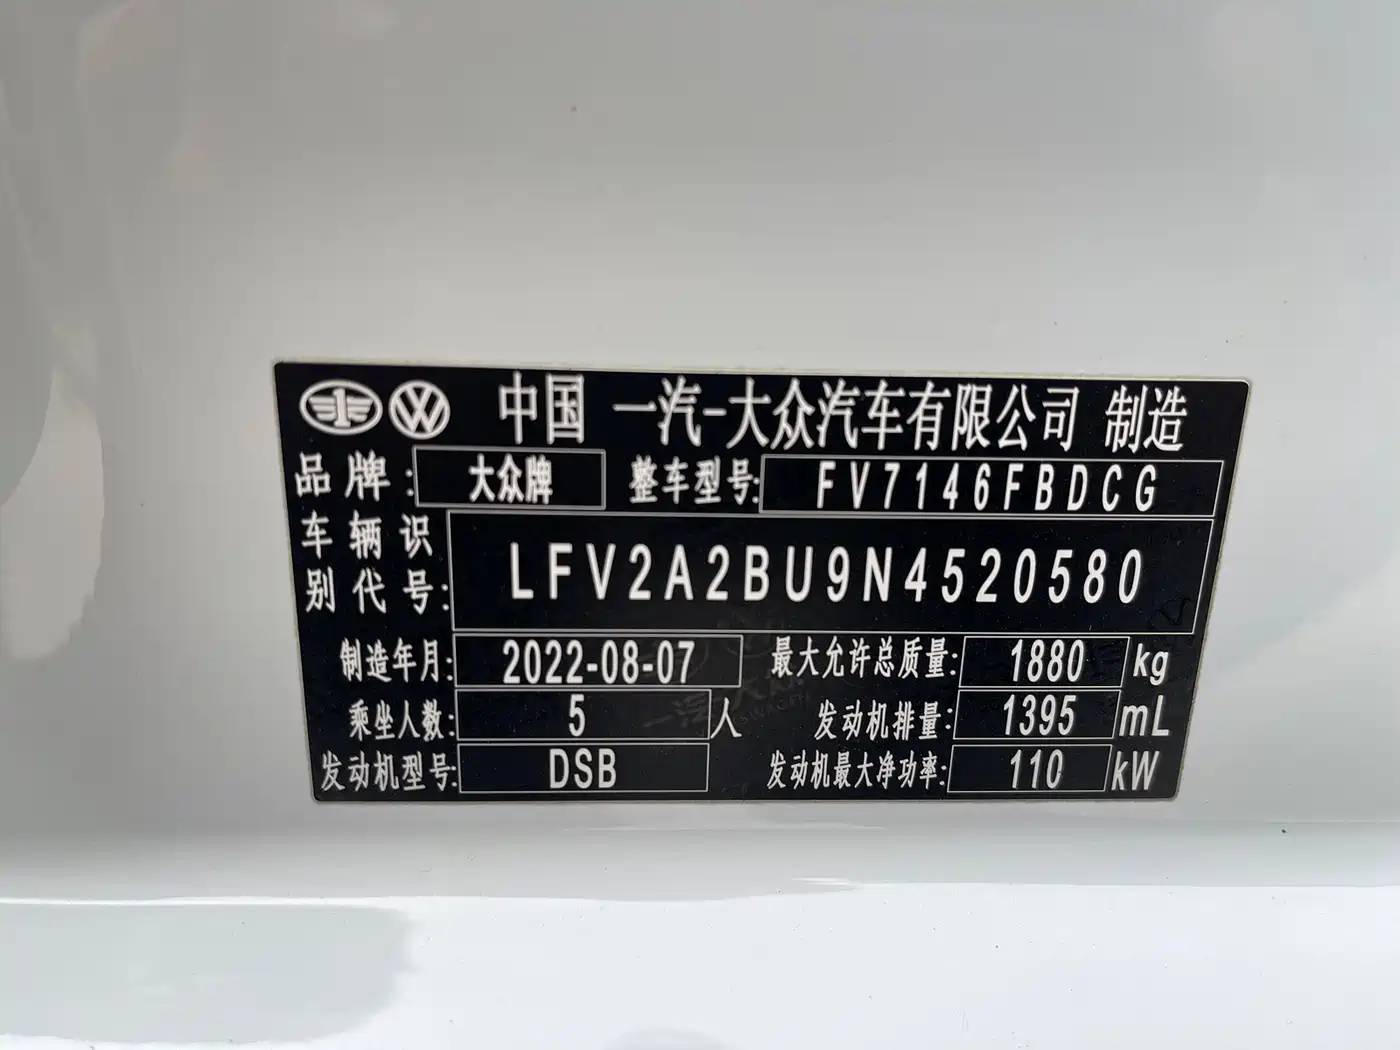 中国 一汽-大众汽车有限公司 制造
品牌: 大众牌 整车型号: FV7146FBDCG
车辆识别代号: LFV2A2BU9N4520580
制造年月: 2022-08-07 最大允许总质量: 1880 kg
乘坐人数: 5 人 发动机排量: 1395 mL
发动机型号: DSB 发动机最大净功率: 110 kW